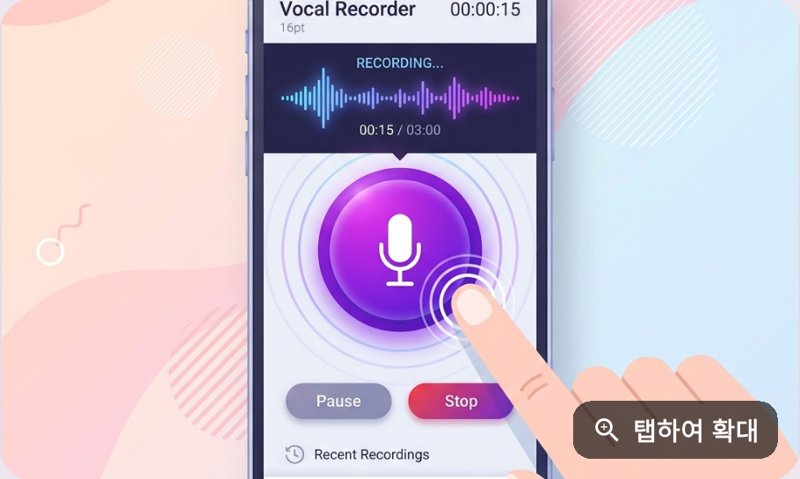 Vocal Recorder 00:00:15
16pt
RECORDING...
00:15 / 03:00
Pause Stop
Recent Recordings
탭하여 확대